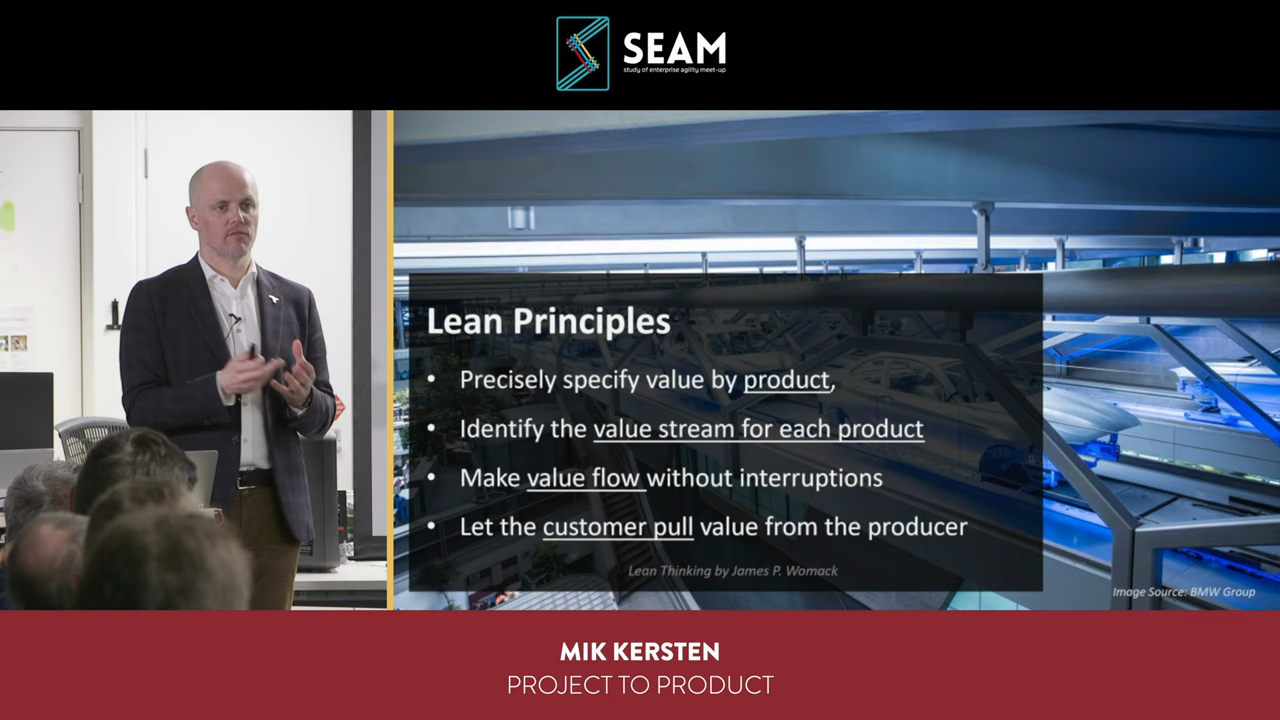 SEAM
study of enterprise agility meet-up
Lean Principles
• Precisely specify value by product,
• Identify the value stream for each product
• Make value flow without interruptions
• Let the customer pull value from the producer
Lean Thinking by James P. Womack
Image Source: BMW Group
MIK KERSTEN
PROJECT TO PRODUCT